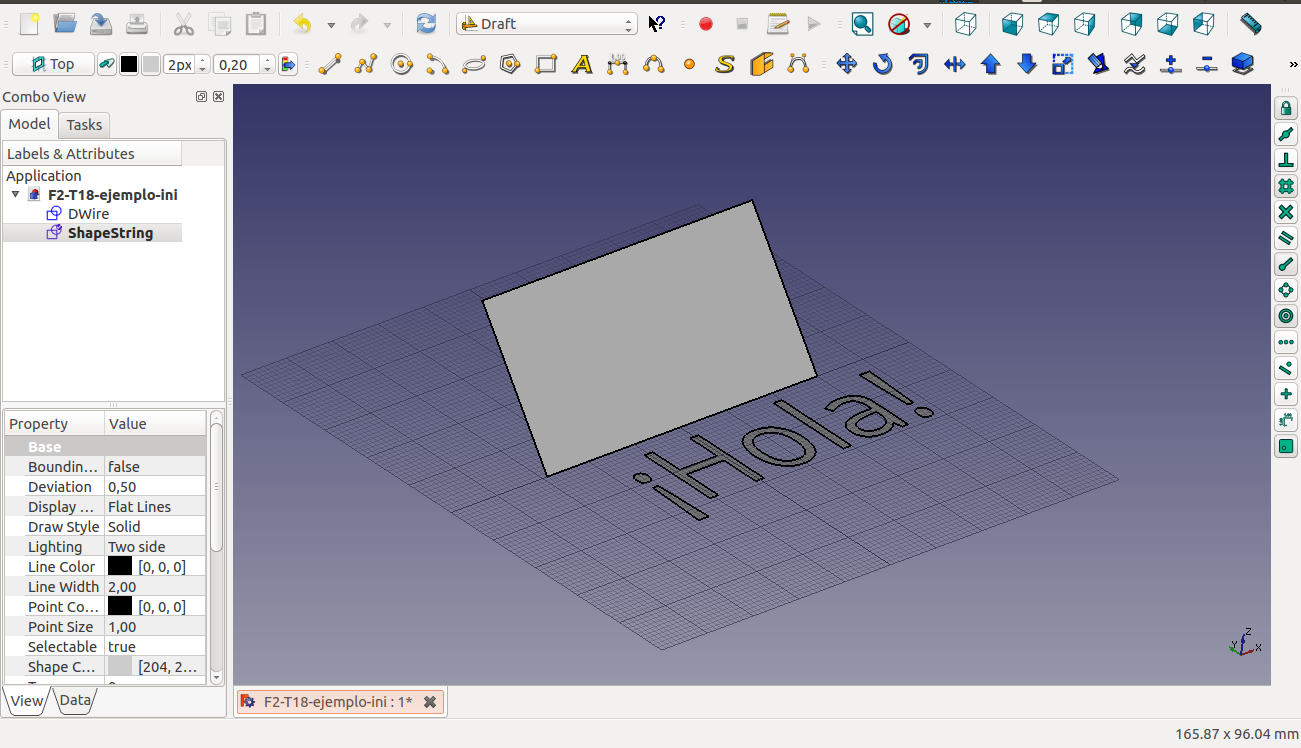 Draft
Top
2px
0,20
Combo View
Model
Tasks
Labels & Attributes
Application
F2-T18-ejemplo-ini
DWire
ShapeString
Property Value
Base
Boundin... false
Deviation 0,50
Display ... Flat Lines
Draw Style Solid
Lighting Two side
Line Color [0, 0, 0]
Line Width 2,00
Point Co... [0, 0, 0]
Point Size 1,00
Selectable true
Shape C... [204, 2...
View
Data
¡Hola!
Z
Y
X
F2-T18-ejemplo-ini : 1*
165.87 x 96.04 mm